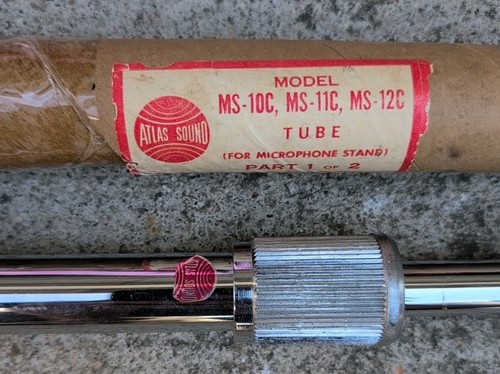 MODEL
MS-10C, MS-11C, MS-12C
ATLAS SOUND
TUBE
(FOR MICROPHONE STAND)
PART 1 OF 2